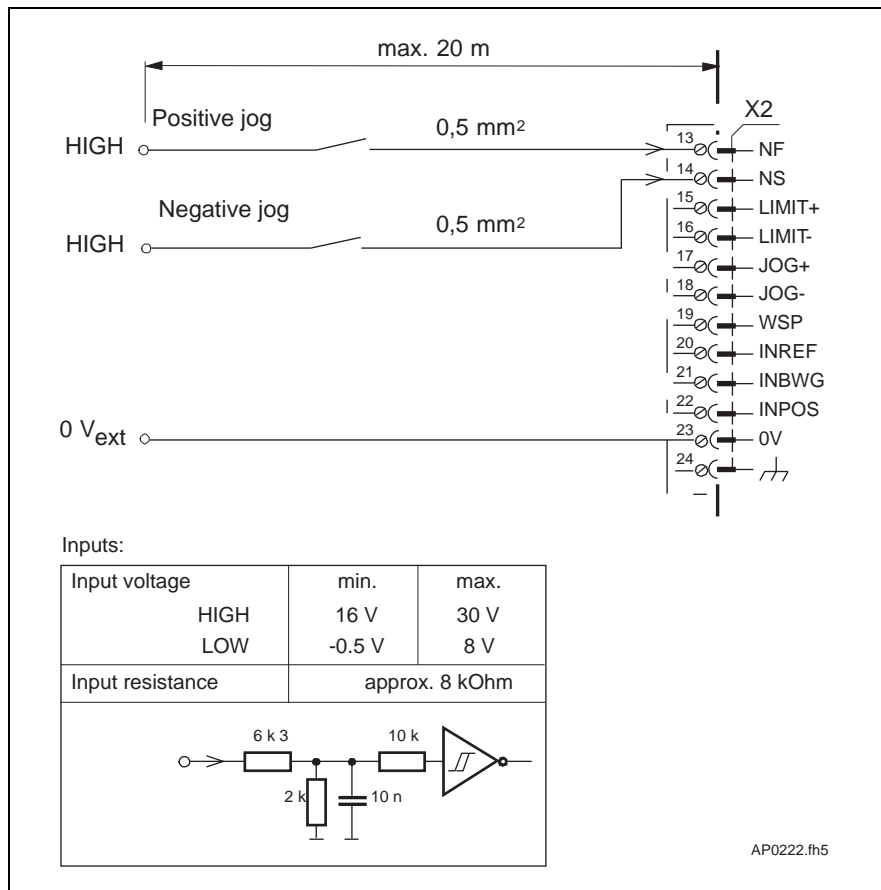 max. 20 m
X2
Positive jog
0,5 mm²
HIGH
13
NF
14
NS
Negative jog
15
LIMIT+
0,5 mm²
HIGH
16
LIMIT-
17
JOG+
18
JOG-
19
WSP
20
INREF
21
INBWG
22
INPOS
0 Vext
23
0V
24
Inputs:
Input voltage min. max.
HIGH 16 V 30 V
LOW -0.5 V 8 V
Input resistance approx. 8 kOhm
6 k 3 10 k
2 k 10 n
AP0222.fh5